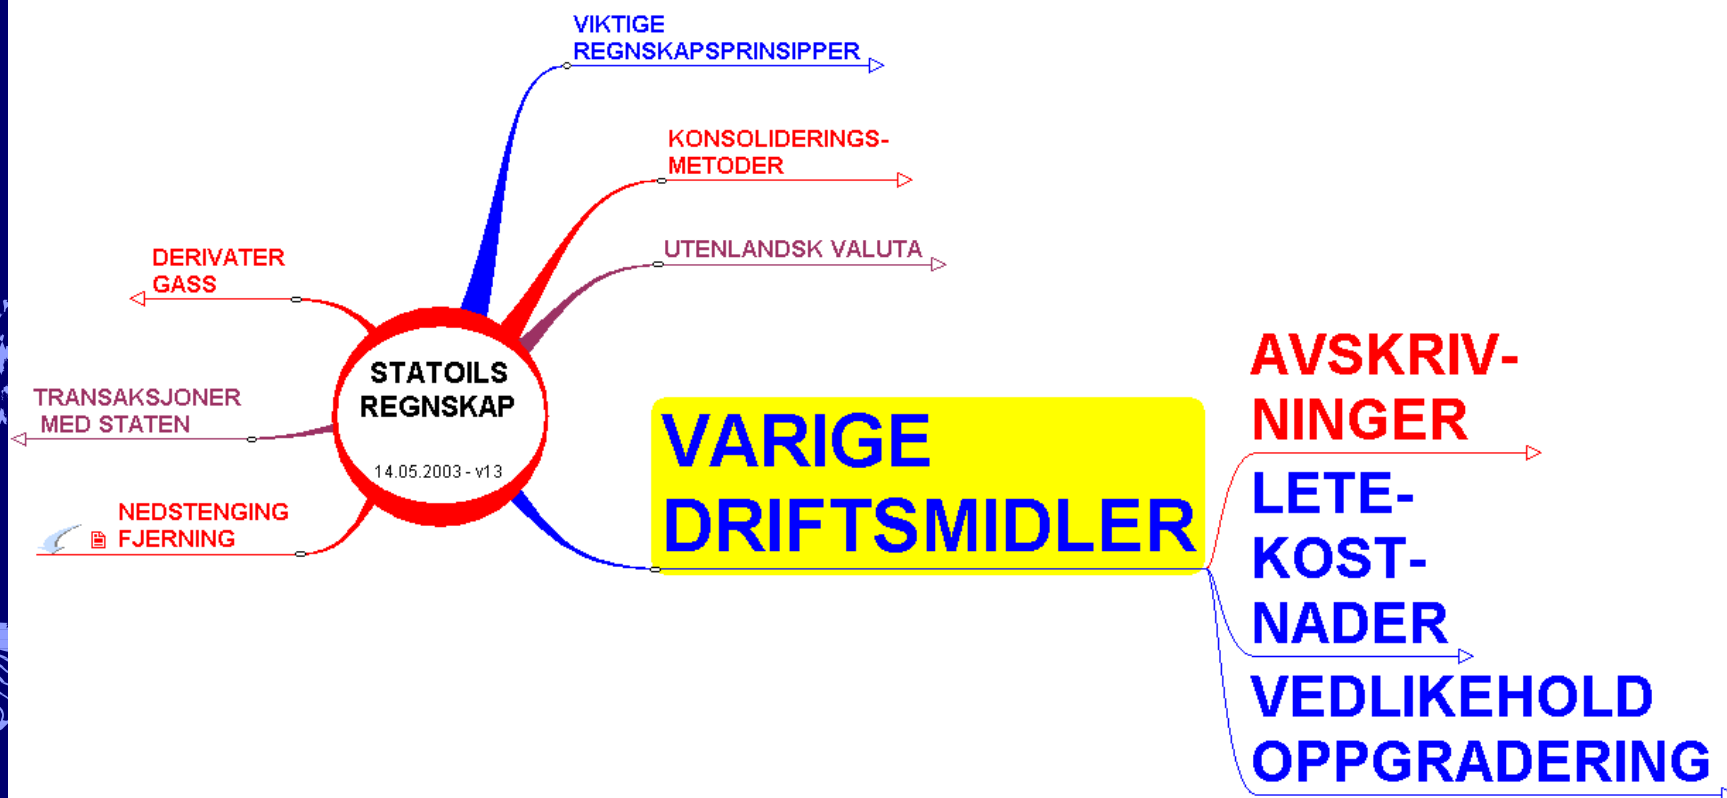 VIKTIGE
REGNSKAPSPRINSIPPER
KONSOLIDERINGS-
METODER
UTENLANDSK VALUTA
DERIVATER
GASS
TRANSAKSJONER
MED STATEN
NEDSTENGING
FJERNING
STATOILS
REGNSKAP
14.05.2003 - v13
VARIGE
DRIFTSMIDLER
AVSKRIV-
NINGER
LETE-
KOST-
NADER
VEDLIKEHOLD
OPPGRADERING